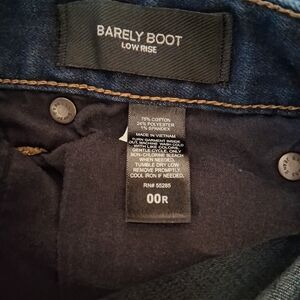 BARELY BOOT
LOW RISE
75% COTTON
24% POLYESTER
1% SPANDEX
MADE IN VIETNAM
TURN GARMENT INSIDE
OUT. MACHINE WASH COLD
WITH LIKE COLORS.
GENTLE CYCLE, ONLY
NON-CHLORINE BLEACH
WHEN NEEDED.
TUMBLE DRY LOW.
REMOVE PROMPTLY.
COOL IRON IF NEEDED.
RN# 55285
00R